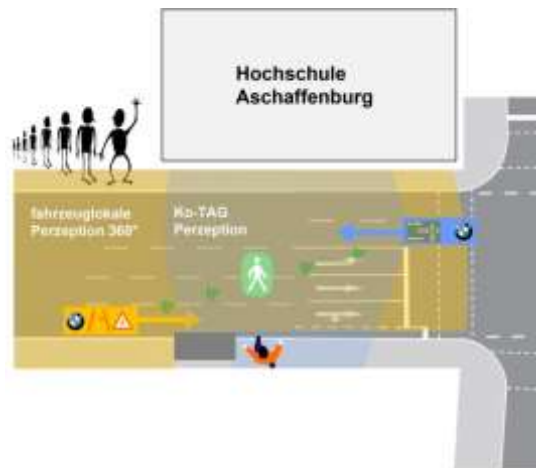 Hochschule
Aschaffenburg
fahrzeuglokale
Perzeption 360°
Ko-TAG
Perzeption